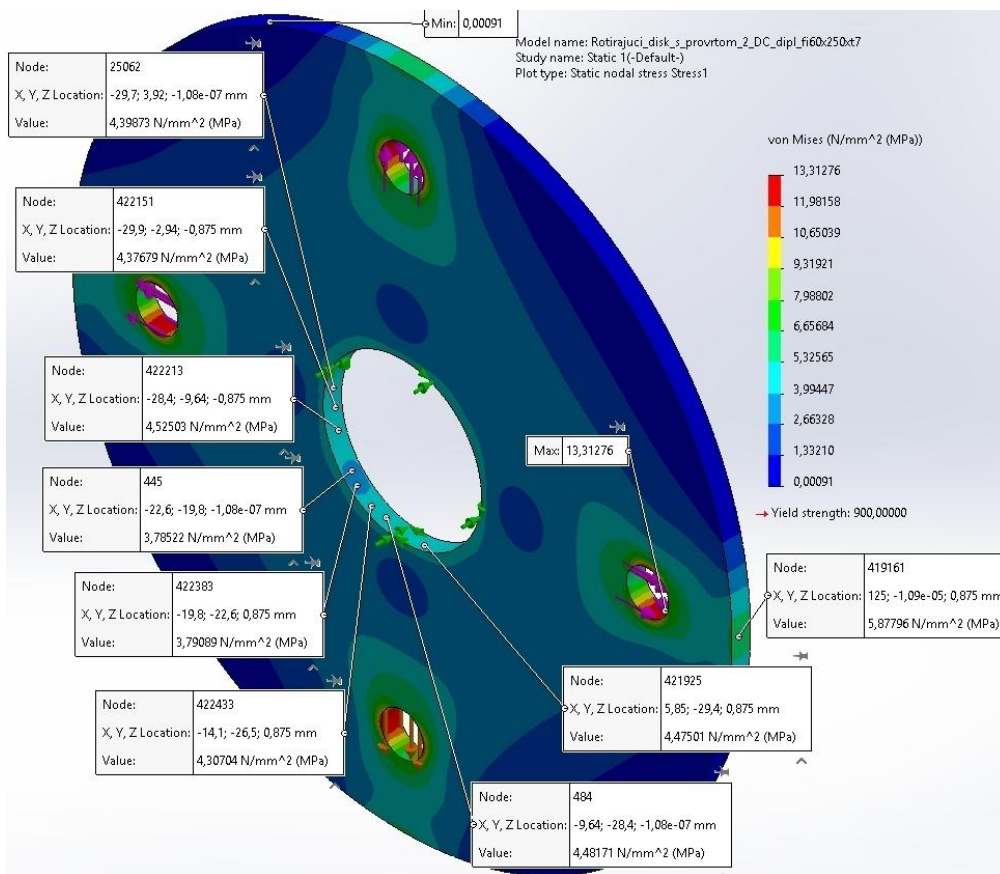 Min: 0,00091
Model name: Rotirajuci_disk_s_provrtom_2_DC_dipl_fi60x250xt7
Study name: Static 1(-Default-)
Plot type: Static nodal stress Stress1
Node: 25062
X, Y, Z Location: -29,7; 3,92; -1,08e-07 mm
Value: 4,39873 N/mm^2 (MPa)
von Mises (N/mm^2 (MPa))
13,31276
11,98158
10,65039
9,31921
7,98802
6,65684
5,32565
3,99447
2,66328
1,33210
0,00091
Yield strength: 900,00000
Node: 422151
X, Y, Z Location: -29,9; -2,94; -0,875 mm
Value: 4,37679 N/mm^2 (MPa)
Node: 422213
X, Y, Z Location: -28,4; -9,64; -0,875 mm
Value: 4,52503 N/mm^2 (MPa)
Max: 13,31276
Node: 445
X, Y, Z Location: -22,6; -19,8; -1,08e-07 mm
Value: 3,78522 N/mm^2 (MPa)
Node: 419161
X, Y, Z Location: 125; -1,09e-05; 0,875 mm
Value: 5,87796 N/mm^2 (MPa)
Node: 422383
X, Y, Z Location: -19,8; -22,6; 0,875 mm
Value: 3,79089 N/mm^2 (MPa)
Node: 421925
X, Y, Z Location: 5,85; -29,4; 0,875 mm
Value: 4,47501 N/mm^2 (MPa)
Node: 422433
X, Y, Z Location: -14,1; -26,5; 0,875 mm
Value: 4,30704 N/mm^2 (MPa)
Node: 484
X, Y, Z Location: -9,64; -28,4; -1,08e-07 mm
Value: 4,48171 N/mm^2 (MPa)